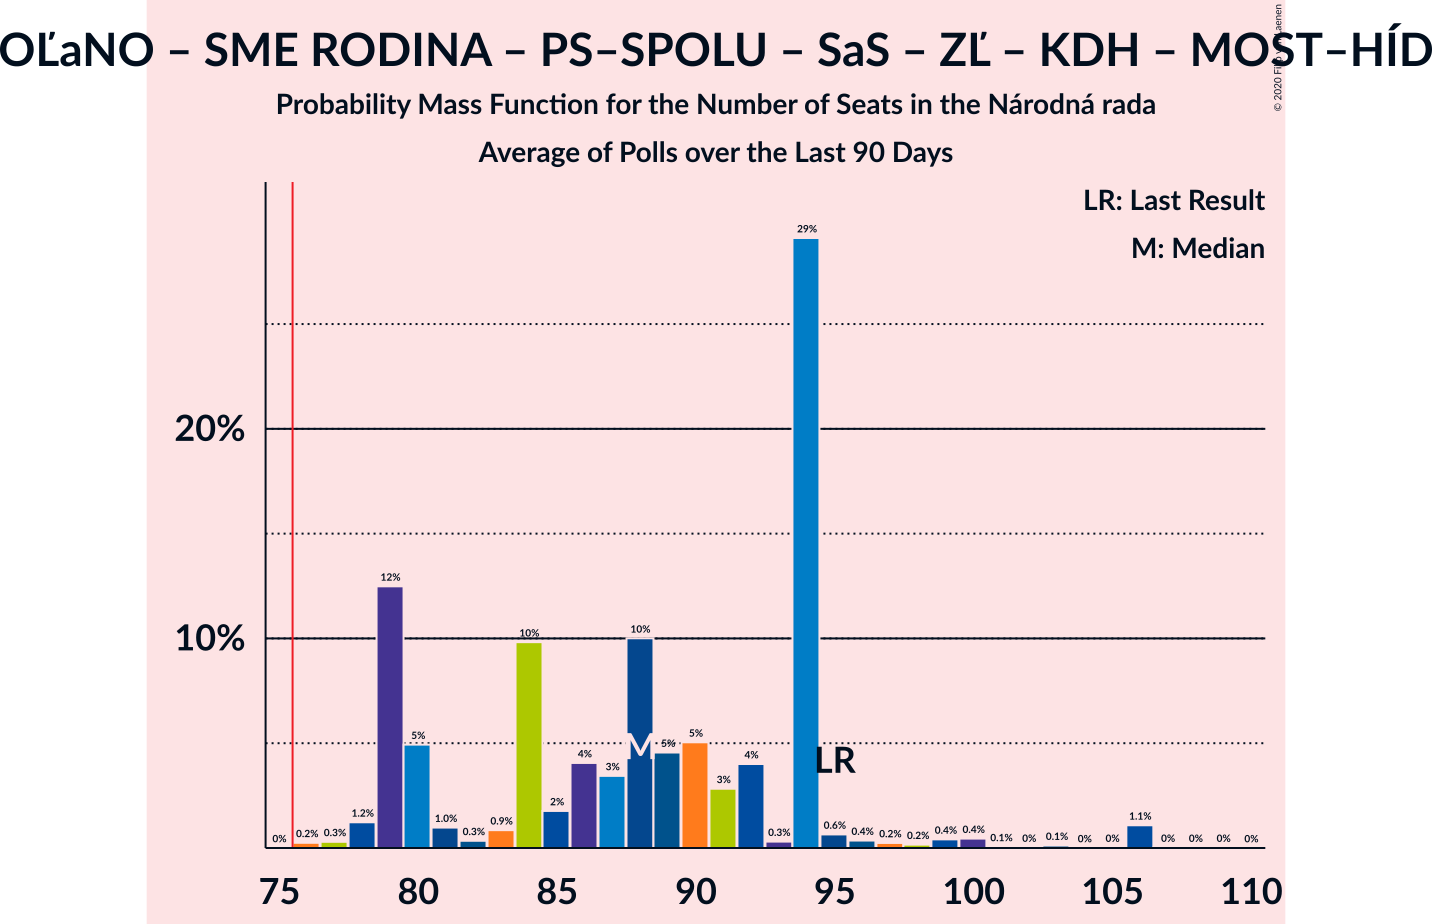 OĽaNO – SME RODINA – PS–SPOLU – SaS – ZĽ – KDH – MOST–HÍD
Probability Mass Function for the Number of Seats in the Národná rada
Average of Polls over the Last 90 Days
© 2020
LR: Last Result
M: Median
29%
20%
12%
10%
10%
10%
5%
5%
5%
4%
4%
3%
3%
2%
M
LR
0% 0.2% 0.3% 1.2% 1.0% 0.3% 0.9% 0.3% 0.6% 0.4% 0.2% 0.2% 0.4% 0.4% 0.1% 0% 0.1% 0% 0% 1.1% 0% 0% 0% 0%
75 80 85 90 95 100 105 110